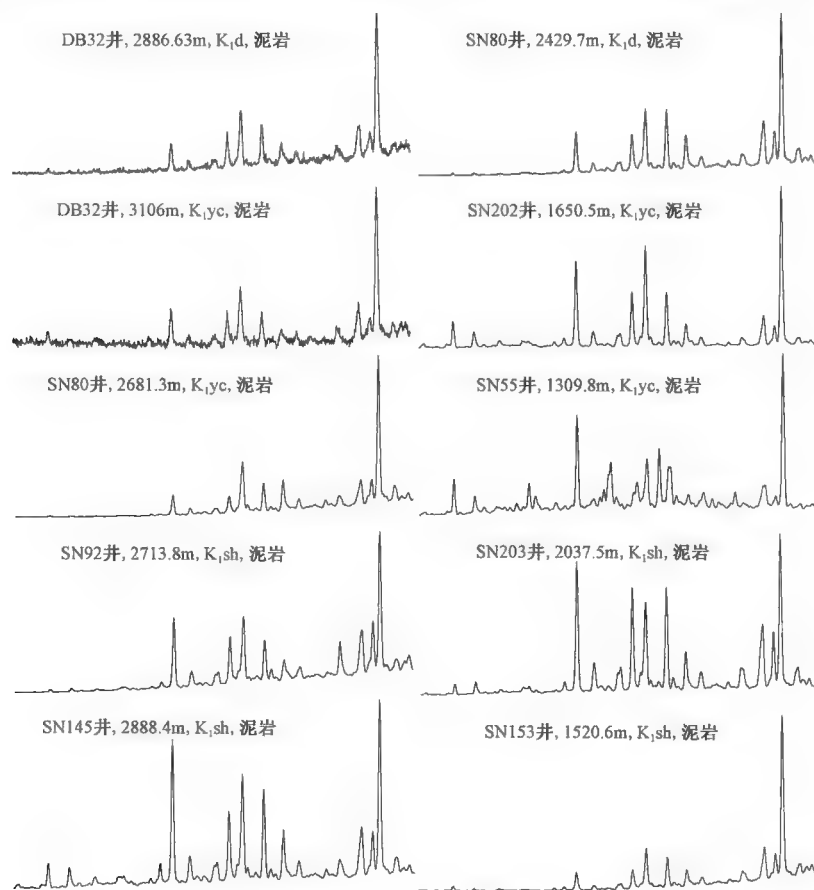 DB32井, 2886.63m, K₁d, 泥岩
SN80井, 2429.7m, K₁d, 泥岩
DB32井, 3106m, K₁yc, 泥岩
SN202井, 1650.5m, K₁yc, 泥岩
SN80井, 2681.3m, K₁yc, 泥岩
SN55井, 1309.8m, K₁yc, 泥岩
SN92井, 2713.8m, K₁sh, 泥岩
SN203井, 2037.5m, K₁sh, 泥岩
SN145井, 2888.4m, K₁sh, 泥岩
SN153井, 1520.6m, K₁sh, 泥岩